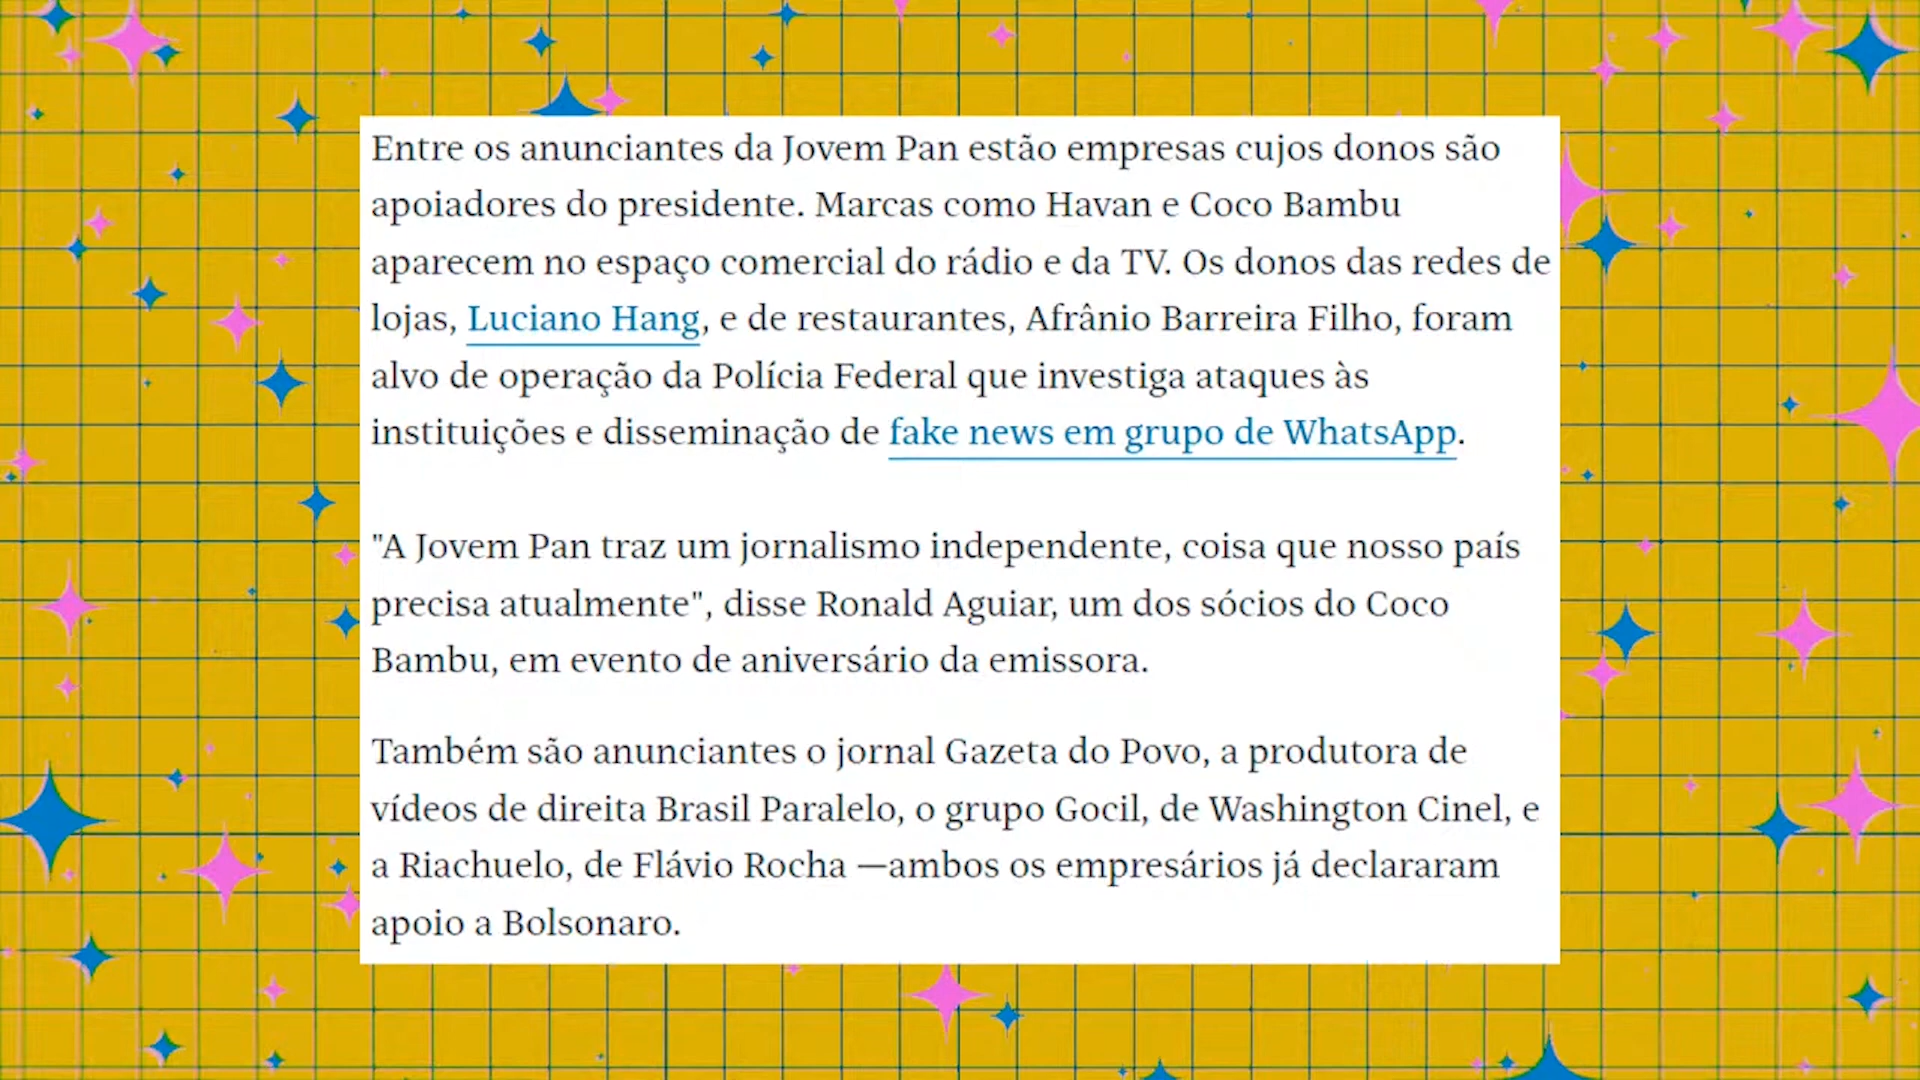 Entre os anunciantes da Jovem Pan estão empresas cujos donos são
apoiadores do presidente. Marcas como Havan e Coco Bambu
aparecem no espaço comercial do rádio e da TV. Os donos das redes de
lojas, Luciano Hang, e de restaurantes, Afrânio Barreira Filho, foram
alvo de operação da Polícia Federal que investiga ataques às
instituições e disseminação de fake news em grupo de WhatsApp.
"A Jovem Pan traz um jornalismo independente, coisa que nosso país
precisa atualmente", disse Ronald Aguiar, um dos sócios do Coco
Bambu, em evento de aniversário da emissora.
Também são anunciantes o jornal Gazeta do Povo, a produtora de
vídeos de direita Brasil Paralelo, o grupo Gocil, de Washington Cinel, e
a Riachuelo, de Flávio Rocha —ambos os empresários já declararam
apoio a Bolsonaro.